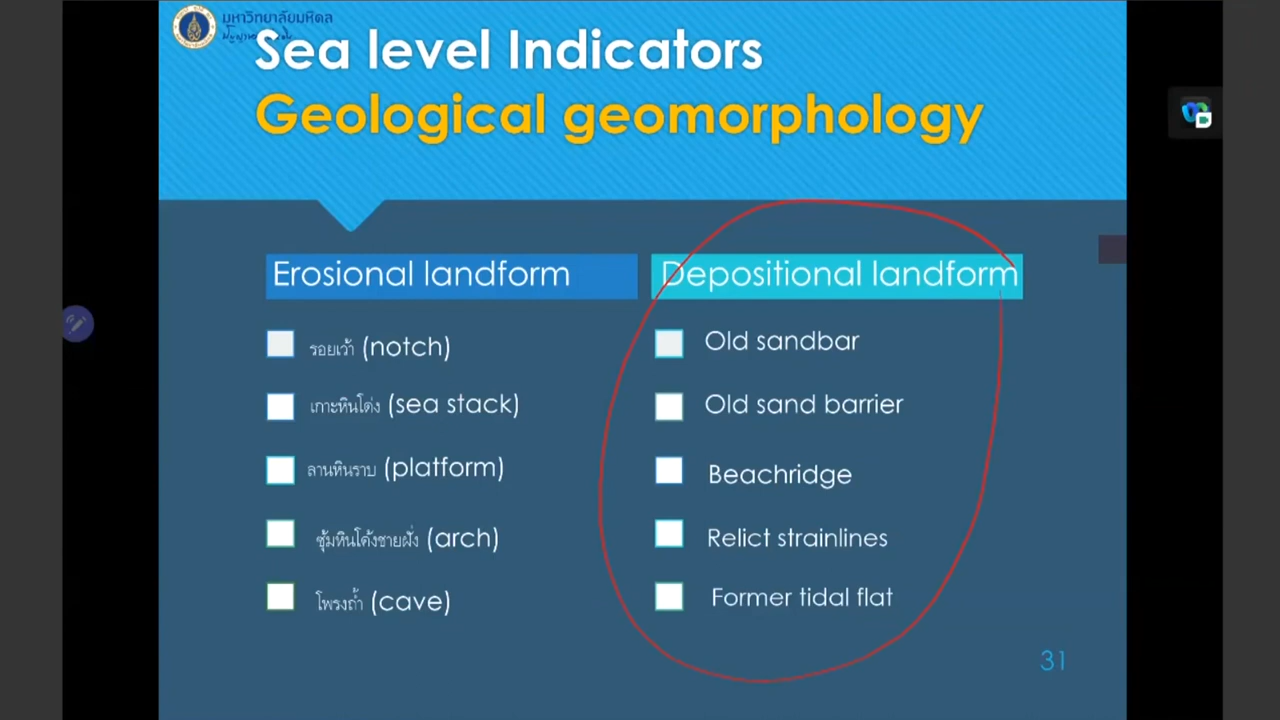 มหาวิทยาลัยมหิดล
Sea level Indicators
Geological geomorphology
Erosional landform
รอยเว้า (notch)
เกาะหินโด่ง (sea stack)
ลานหินราบ (platform)
ซุ้มหินโค้งชายฝั่ง (arch)
โพรงถ้ำ (cave)
Depositional landform
Old sandbar
Old sand barrier
Beachridge
Relict strainlines
Former tidal flat
31